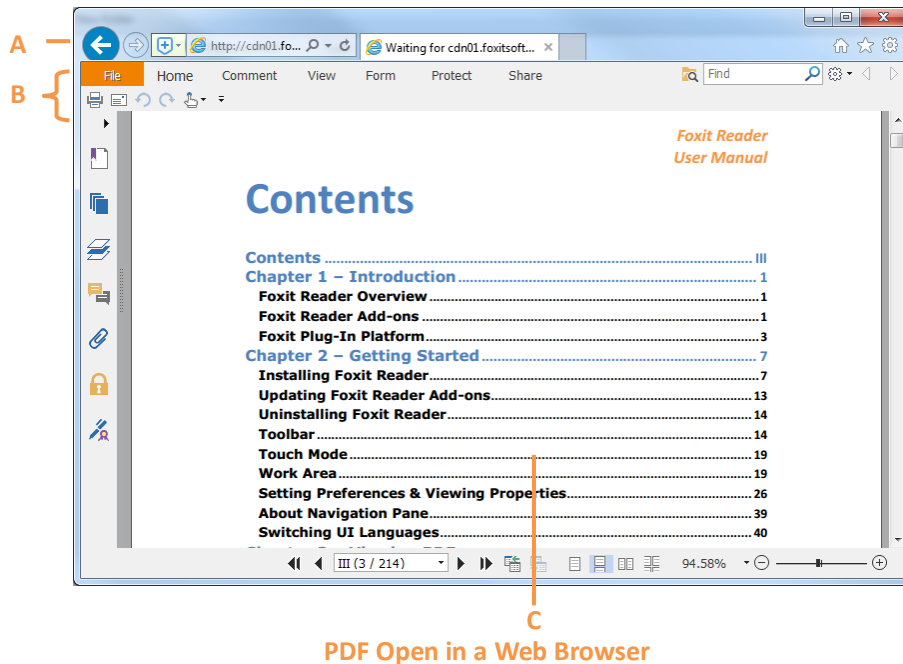 A
http://cdn01.fo...
Waiting for cdn01.foxitsoft...
B
File Home Comment View Form Protect Share Find
Foxit Reader
User Manual
Contents
Contents ........ III
Chapter 1 – Introduction ........ 1
Foxit Reader Overview ........ 1
Foxit Reader Add-ons ........ 1
Foxit Plug-In Platform ........ 3
Chapter 2 – Getting Started ........ 7
Installing Foxit Reader ........ 7
Updating Foxit Reader Add-ons ........ 13
Uninstalling Foxit Reader ........ 14
Toolbar ........ 14
Touch Mode ........ 19
Work Area ........ 19
Setting Preferences & Viewing Properties ........ 26
About Navigation Pane ........ 39
Switching UI Languages ........ 40
III (3 / 214) 94.58%
C
PDF Open in a Web Browser